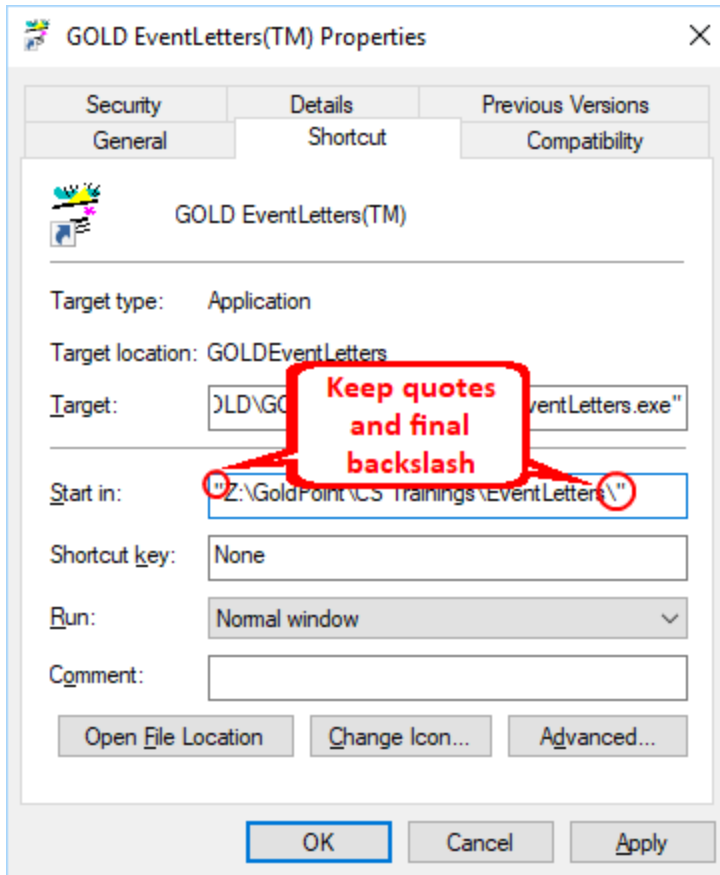 GOLD EventLetters(TM) Properties
Security Details Previous Versions
General Shortcut Compatibility
GOLD EventLetters(TM)
Target type: Application
Target location: GOLDEventLetters
Target: OLD\GO ventLetters.exe"
Keep quotes
and final
backslash
Start in: "Z:\GoldPoint\CS Trainings\EventLetters\"
Shortcut key: None
Run: Normal window
Comment:
Open File Location Change Icon... Advanced...
OK Cancel Apply